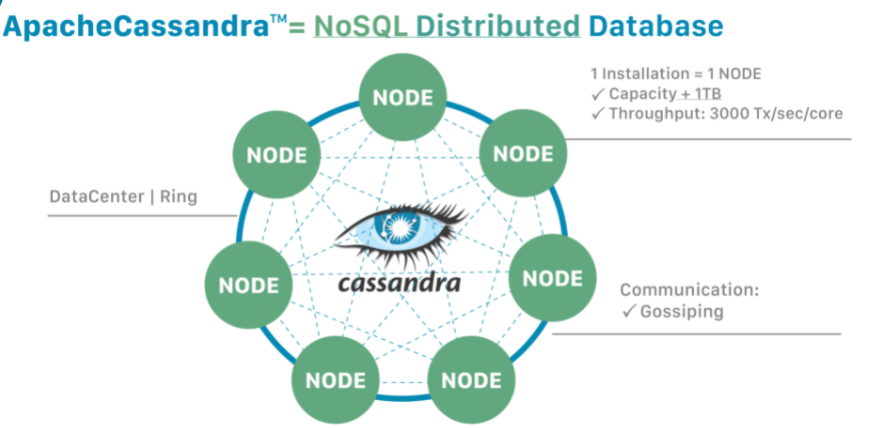 ApacheCassandra™= NoSQL Distributed Database
NODE
1 Installation = 1 NODE
✓ Capacity + 1TB
✓ Throughput: 3000 Tx/sec/core
NODE
NODE
DataCenter | Ring
cassandra
NODE
NODE
Communication:
✓ Gossiping
NODE
NODE